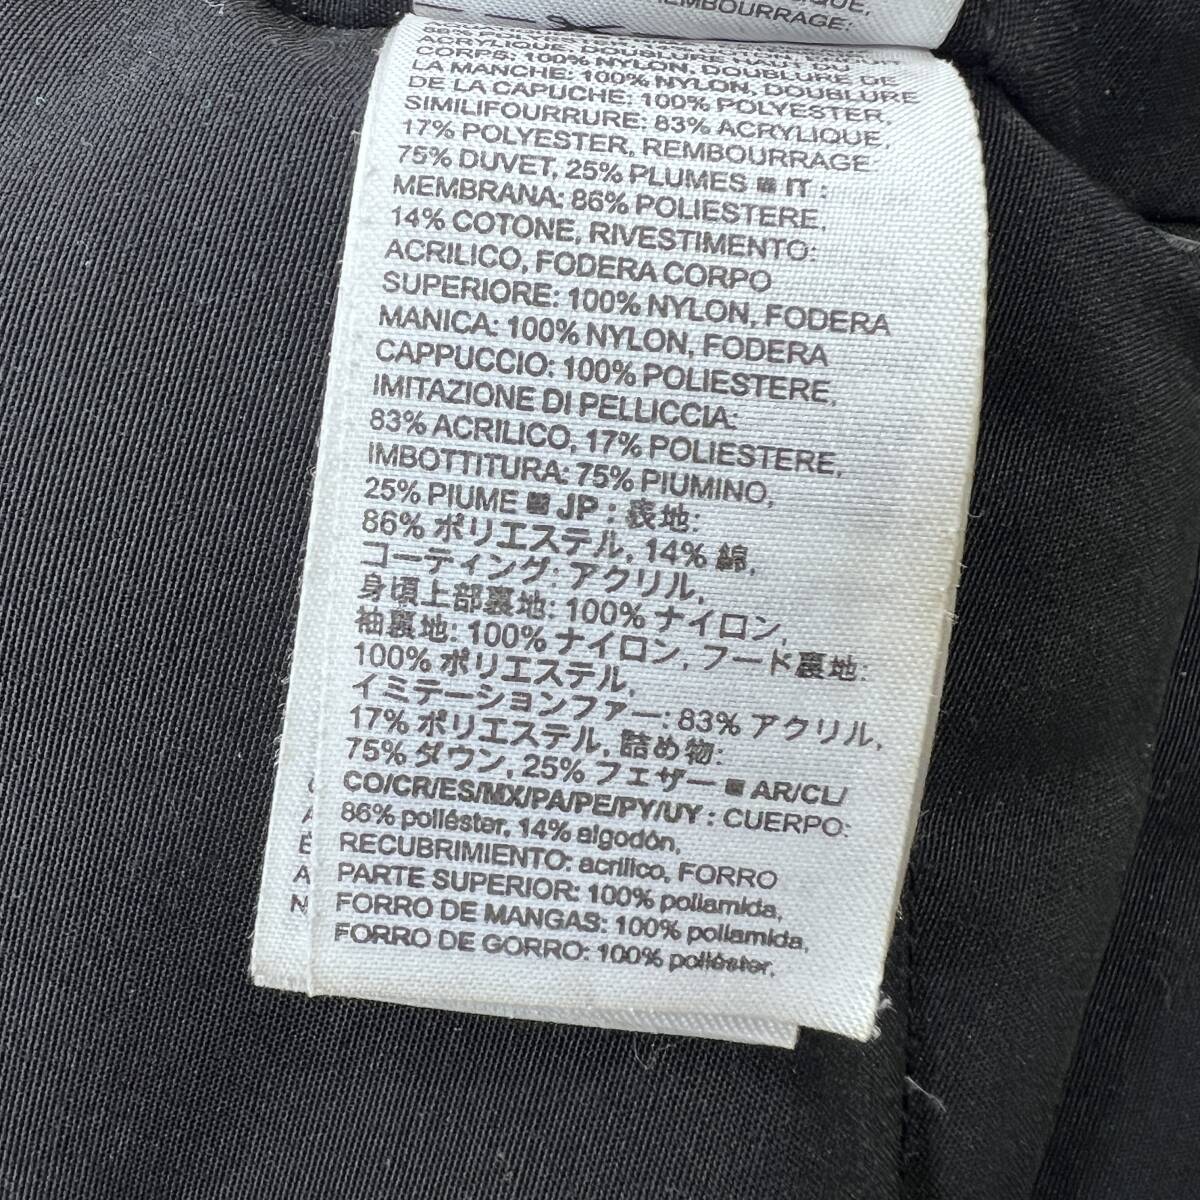 REMBOURRAGE:
ACRYLIQUE, DOUBLURE HAUT DU
CORPS: 100% NYLON, DOUBLURE DE
LA MANCHE: 100% NYLON, DOUBLURE
DE LA CAPUCHE: 100% POLYESTER,
SIMILIFOURRURE: 83% ACRYLIQUE,
17% POLYESTER, REMBOURRAGE
75% DUVET, 25% PLUMES ■ IT :
MEMBRANA: 86% POLIESTERE,
14% COTONE, RIVESTIMENTO:
ACRILICO, FODERA CORPO
SUPERIORE: 100% NYLON, FODERA
MANICA: 100% NYLON, FODERA
CAPPUCCIO: 100% POLIESTERE,
IMITAZIONE DI PELLICCIA:
83% ACRILICO, 17% POLIESTERE,
IMBOTTITURA: 75% PIUMINO,
25% PIUME ■ JP : 表地:
86% ポリエステル, 14% 綿,
コーティング: アクリル,
身頃上部裏地: 100% ナイロン,
袖裏地: 100% ナイロン, フード裏地:
100% ポリエステル,
イミテーションファー: 83% アクリル,
17% ポリエステル, 詰め物:
75% ダウン, 25% フェザー ■ AR/CL/
CO/CR/ES/MX/PA/PE/PY/UY : CUERPO:
86% poliéster, 14% algodón,
RECUBRIMIENTO: acrílico, FORRO
PARTE SUPERIOR: 100% poliamida,
FORRO DE MANGAS: 100% poliamida,
FORRO DE GORRO: 100% poliéster,